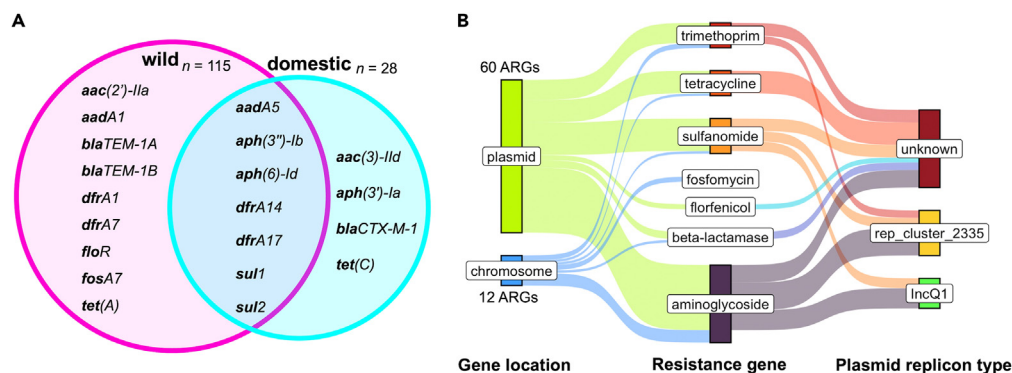 A
wild n = 115
domestic n = 28
aac(2')-IIa
aadA1
blaTEM-1A
blaTEM-1B
dfrA1
dfrA7
floR
fosA7
tet(A)
aadA5
aph(3")-Ib
aph(6)-Id
dfrA14
dfrA17
sul1
sul2
aac(3)-IId
aph(3')-Ia
blaCTX-M-1
tet(C)
B
60 ARGs
plasmid
chromosome
12 ARGs
trimethoprim
tetracycline
sulfanomide
fosfomycin
florfenicol
beta-lactamase
aminoglycoside
unknown
rep_cluster_2335
IncQ1
Gene location
Resistance gene
Plasmid replicon type